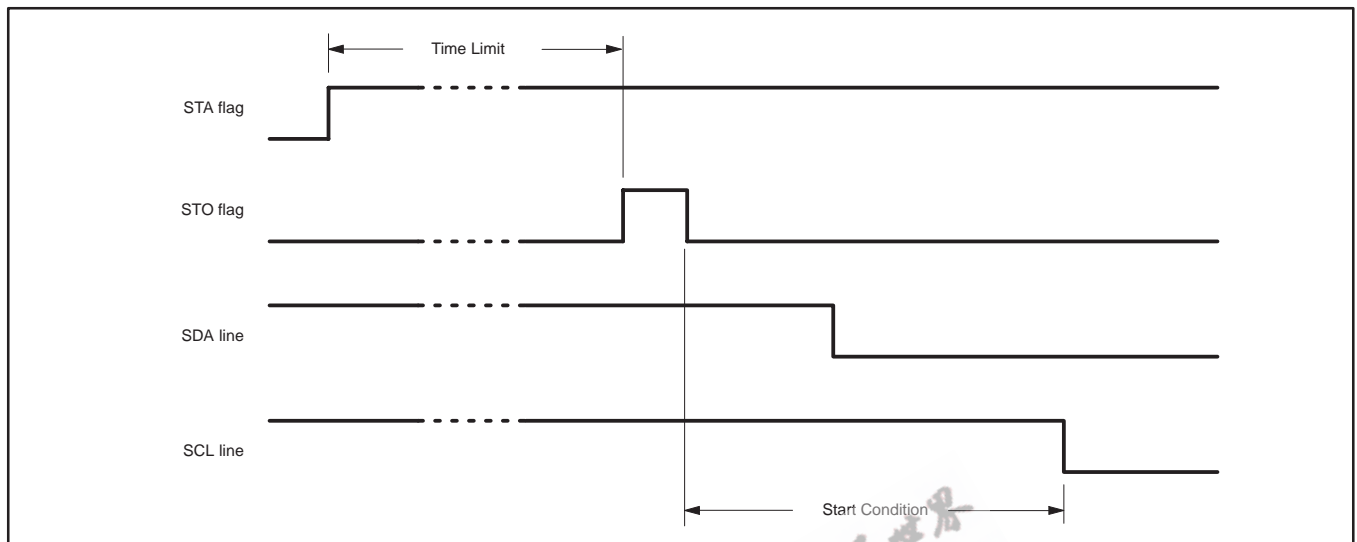 Time Limit
STA flag
STO flag
SDA line
SCL line
Start Condition